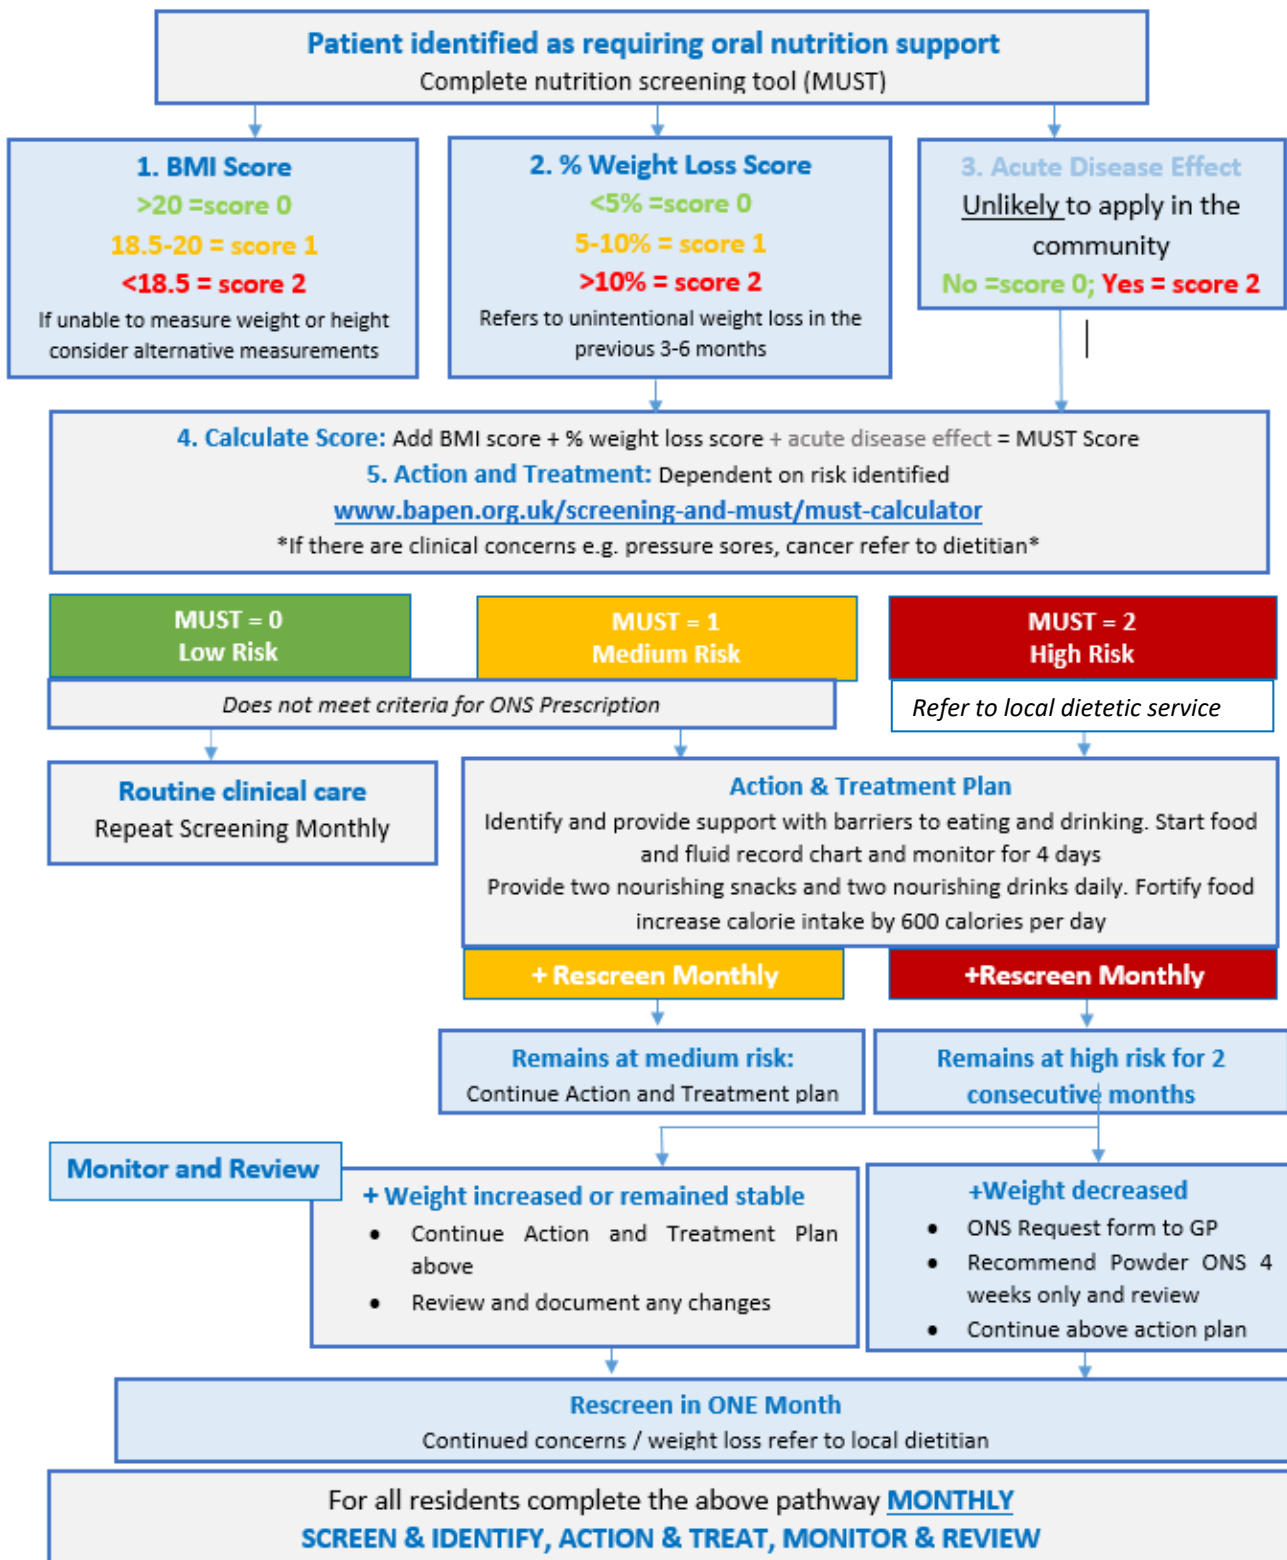 Patient identified as requiring oral nutrition support
Complete nutrition screening tool (MUST)
1. BMI Score
>20 =score 0
18.5-20 = score 1
<18.5 = score 2
If unable to measure weight or height
consider alternative measurements
2. % Weight Loss Score
<5% =score 0
5-10% = score 1
>10% = score 2
Refers to unintentional weight loss in the
previous 3-6 months
3. Acute Disease Effect
Unlikely to apply in the
community
No =score 0; Yes = score 2
4. Calculate Score: Add BMI score + % weight loss score + acute disease effect = MUST Score
5. Action and Treatment: Dependent on risk identified
www.bapen.org.uk/screening-and-must/must-calculator
*If there are clinical concerns e.g. pressure sores, cancer refer to dietitian*
MUST = 0
Low Risk
MUST = 1
Medium Risk
MUST = 2
High Risk
Does not meet criteria for ONS Prescription
Refer to local dietetic service
Routine clinical care
Repeat Screening Monthly
Action & Treatment Plan
Identify and provide support with barriers to eating and drinking. Start food
and fluid record chart and monitor for 4 days
Provide two nourishing snacks and two nourishing drinks daily. Fortify food
increase calorie intake by 600 calories per day
+ Rescreen Monthly
+Rescreen Monthly
Remains at medium risk:
Continue Action and Treatment plan
Remains at high risk for 2
consecutive months
Monitor and Review
+ Weight increased or remained stable
• Continue Action and Treatment Plan
above
• Review and document any changes
+Weight decreased
• ONS Request form to GP
• Recommend Powder ONS 4
weeks only and review
• Continue above action plan
Rescreen in ONE Month
Continued concerns / weight loss refer to local dietitian
For all residents complete the above pathway MONTHLY
SCREEN & IDENTIFY, ACTION & TREAT, MONITOR & REVIEW